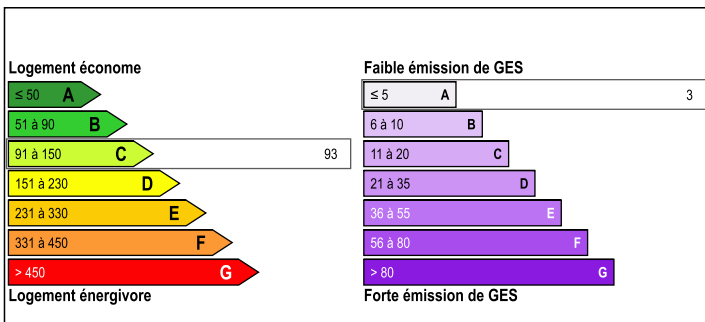 Logement économe
≤ 50 A
51 à 90 B
91 à 150 C 93
151 à 230 D
231 à 330 E
331 à 450 F
> 450 G
Logement énergivore
Faible émission de GES
≤ 5 A 3
6 à 10 B
11 à 20 C
21 à 35 D
36 à 55 E
56 à 80 F
> 80 G
Forte émission de GES